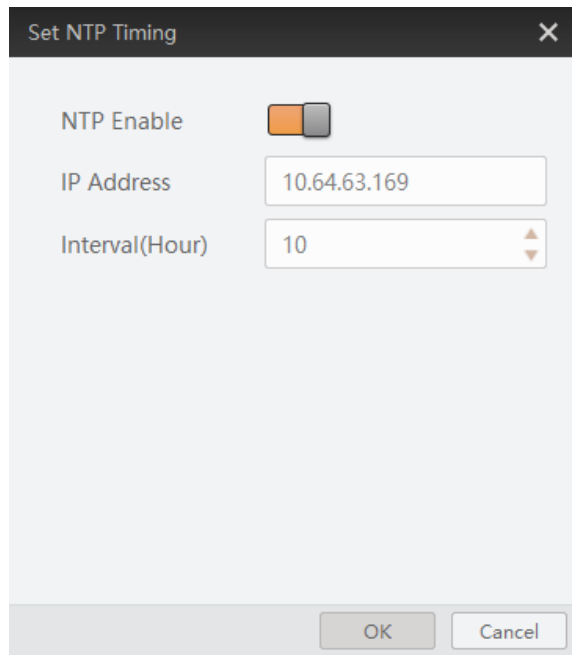 Set NTP Timing
NTP Enable
IP Address 10.64.63.169
Interval(Hour) 10
OK Cancel